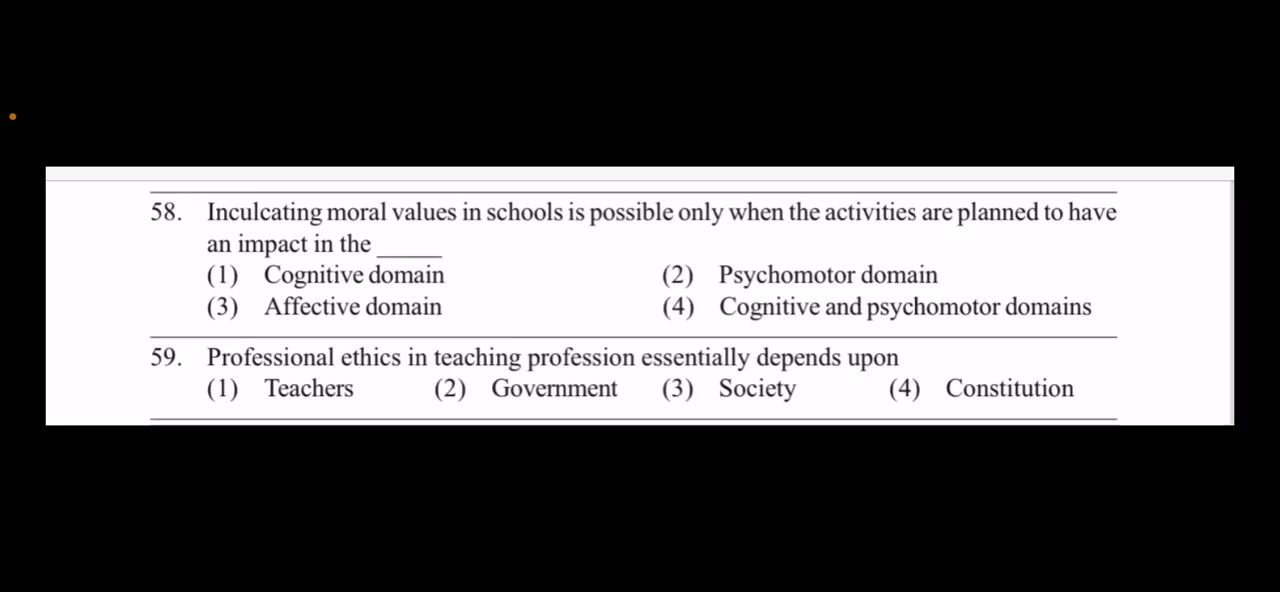 58. Inculcating moral values in schools is possible only when the activities are planned to have
an impact in the _____
(1) Cognitive domain (2) Psychomotor domain
(3) Affective domain (4) Cognitive and psychomotor domains
59. Professional ethics in teaching profession essentially depends upon
(1) Teachers (2) Government (3) Society (4) Constitution